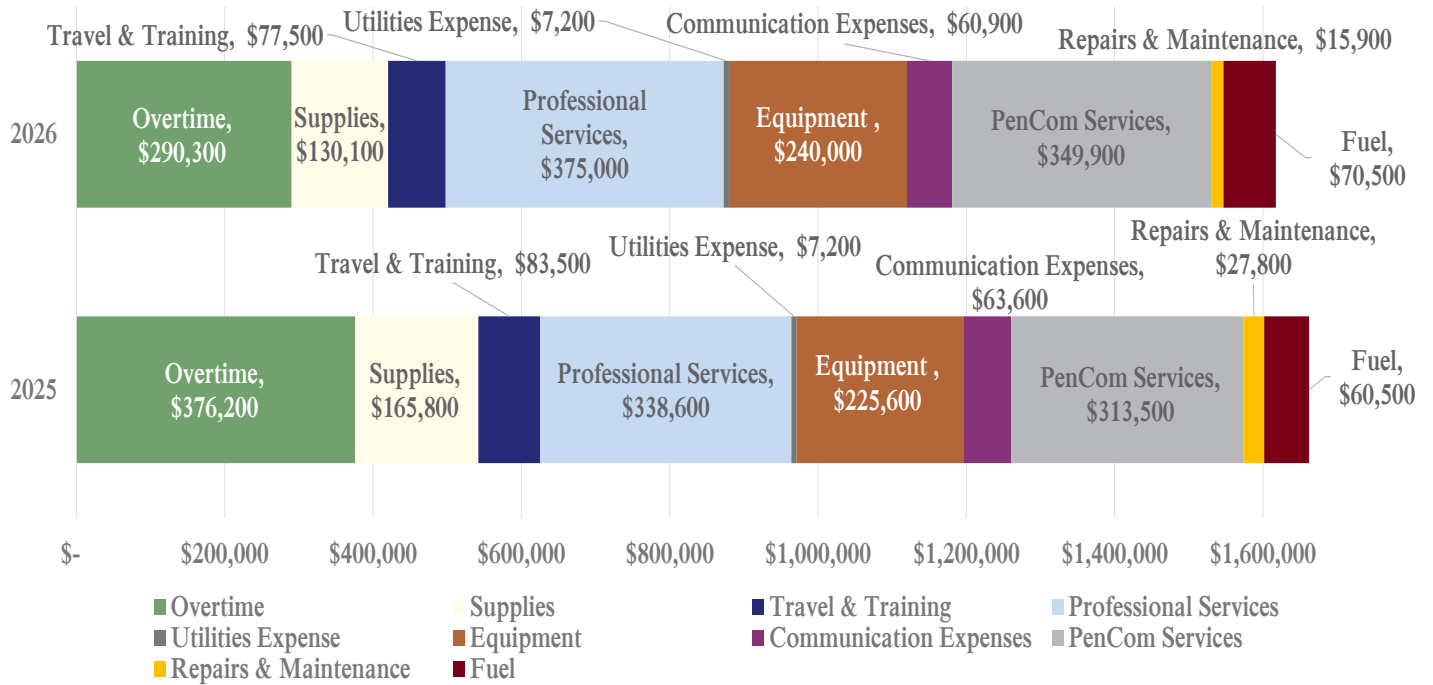 Utilities Expense, $7,200
Communication Expenses, $60,900
Travel & Training, $77,500
Repairs & Maintenance, $15,900
2026
Overtime,
$290,300
Supplies,
$130,100
Professional
Services,
$375,000
Equipment ,
$240,000
PenCom Services,
$349,900
Fuel,
$70,500
Travel & Training, $83,500
Utilities Expense, $7,200
Communication Expenses,
$63,600
Repairs & Maintenance,
$27,800
2025
Overtime,
$376,200
Supplies,
$165,800
Professional Services,
$338,600
Equipment ,
$225,600
PenCom Services,
$313,500
Fuel,
$60,500
$- $200,000 $400,000 $600,000 $800,000 $1,000,000 $1,200,000 $1,400,000 $1,600,000
Overtime Supplies Travel & Training Professional Services
Utilities Expense Equipment Communication Expenses PenCom Services
Repairs & Maintenance Fuel